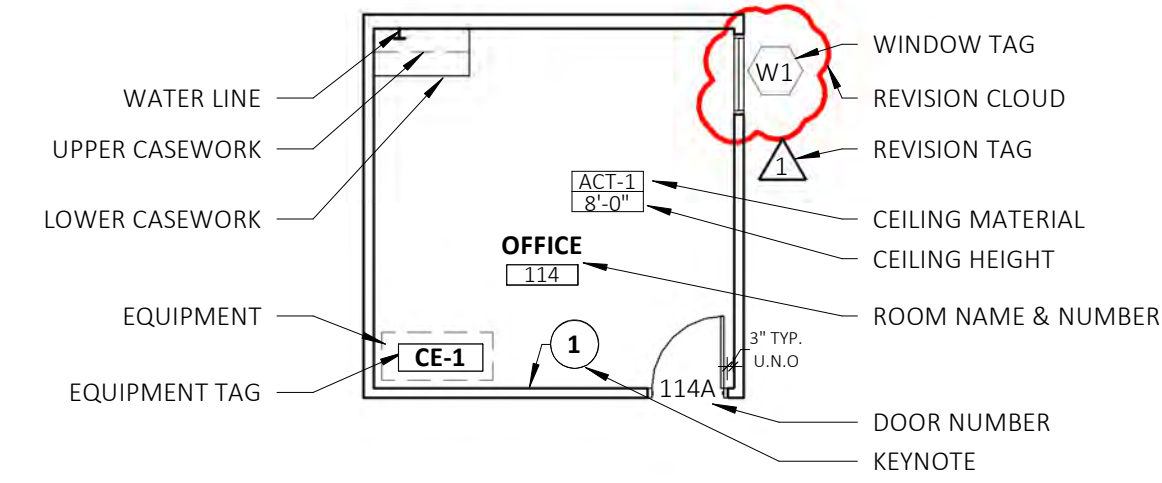 WINDOW TAG
W1
WATER LINE
REVISION CLOUD
UPPER CASEWORK
REVISION TAG
1
ACT-1
8'-0"
LOWER CASEWORK
CEILING MATERIAL
OFFICE
CEILING HEIGHT
114
EQUIPMENT
ROOM NAME & NUMBER
1
3" TYP.
U.N.O
CE-1
EQUIPMENT TAG
114A
DOOR NUMBER
KEYNOTE